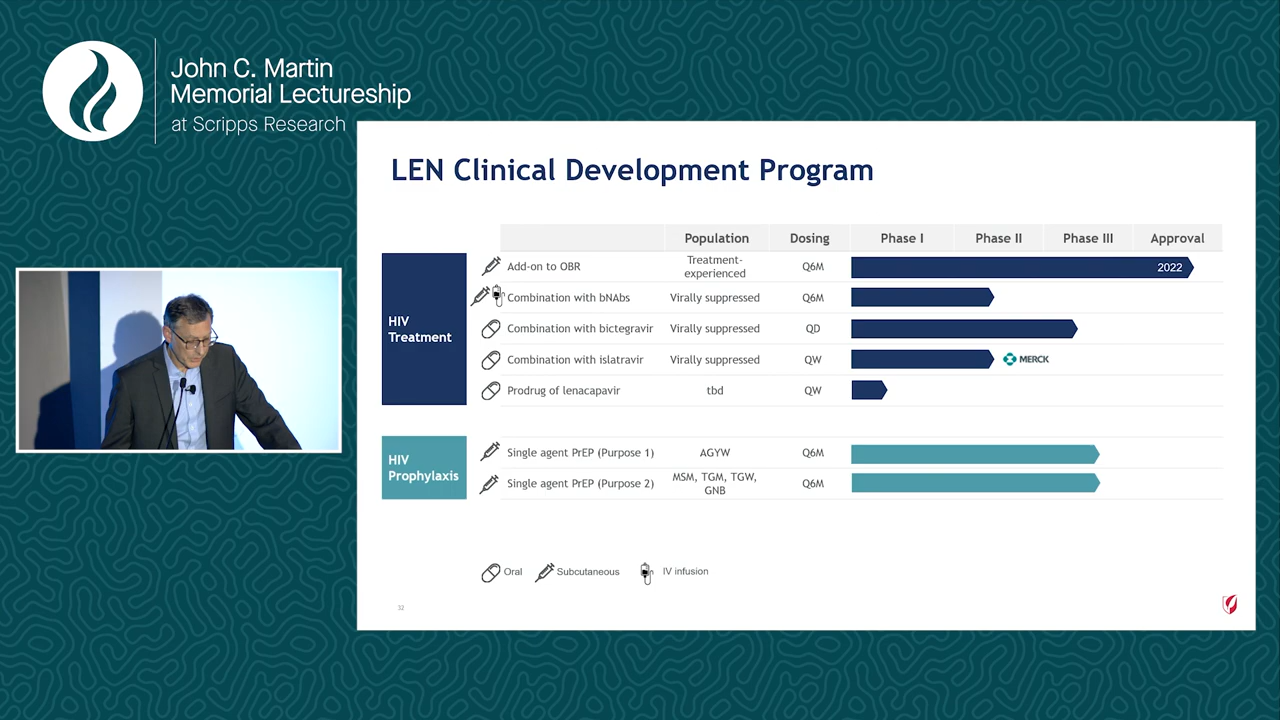 John C. Martin
Memorial Lectureship
at Scripps Research
LEN Clinical Development Program
Population Dosing Phase I Phase II Phase III Approval
HIV
Treatment
Add-on to OBR Treatment-
experienced Q6M 2022
Combination with bNAbs Virally suppressed Q6M
Combination with bictegravir Virally suppressed QD
Combination with islatravir Virally suppressed QW MERCK
Prodrug of lenacapavir tbd QW
HIV
Prophylaxis
Single agent PrEP (Purpose 1) AGYW Q6M
Single agent PrEP (Purpose 2) MSM, TGM, TGW,
GNB Q6M
Oral Subcutaneous IV infusion
32